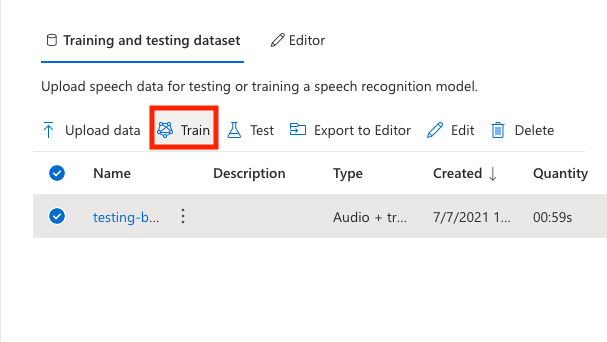 Training and testing dataset Editor
Upload speech data for testing or training a speech recognition model.
Upload data Train Test Export to Editor Edit Delete
Name Description Type Created ↓ Quantity
testing-b... Audio + tr... 7/7/2021 1... 00:59s